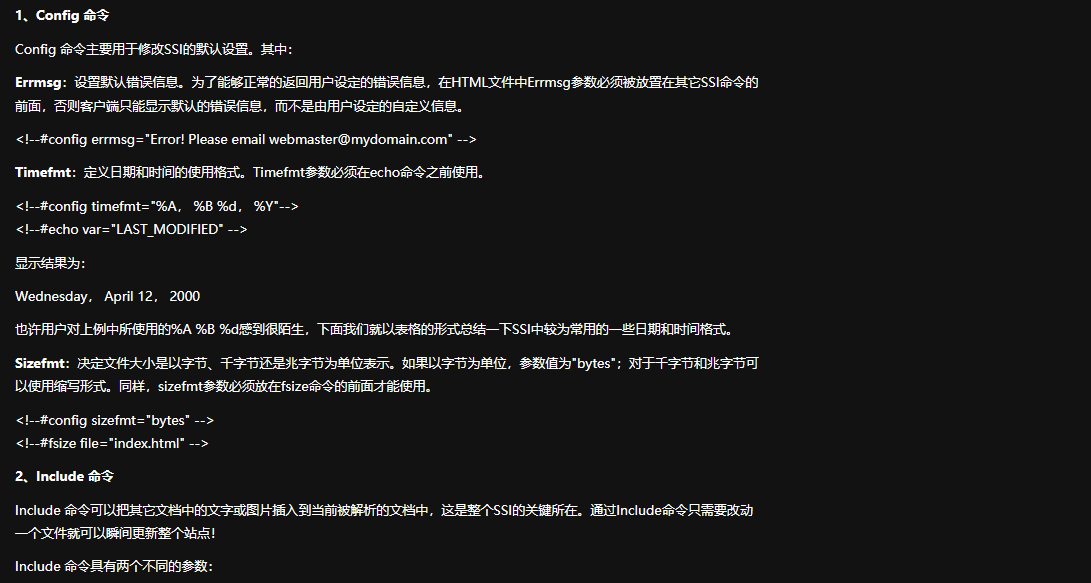 1、Config 命令
Config 命令主要用于修改SSI的默认设置。其中：
Errmsg：设置默认错误信息。为了能够正常的返回用户设定的错误信息，在HTML文件中Errmsg参数必须被放置在其它SSI命令的
前面，否则客户端只能显示默认的错误信息，而不是由用户设定的自定义信息。
<!--#config errmsg="Error! Please email webmaster@mydomain.com" -->
Timefmt：定义日期和时间的使用格式。Timefmt参数必须在echo命令之前使用。
<!--#config timefmt="%A， %B %d， %Y"-->
<!--#echo var="LAST_MODIFIED" -->
显示结果为：
Wednesday， April 12， 2000
也许用户对上例中所使用的%A %B %d感到很陌生，下面我们就以表格的形式总结一下SSI中较为常用的一些日期和时间格式。
Sizefmt：决定文件大小是以字节、千字节还是兆字节为单位表示。如果以字节为单位，参数值为"bytes"；对于千字节和兆字节可
以使用缩写形式。同样，sizefmt参数必须放在fsize命令的前面才能使用。
<!--#config sizefmt="bytes" -->
<!--#fsize file="index.html" -->
2、Include 命令
Include 命令可以把其它文档中的文字或图片插入到当前被解析的文档中，这是整个SSI的关键所在。通过Include命令只需要改动
一个文件就可以瞬间更新整个站点！
Include 命令具有两个不同的参数：